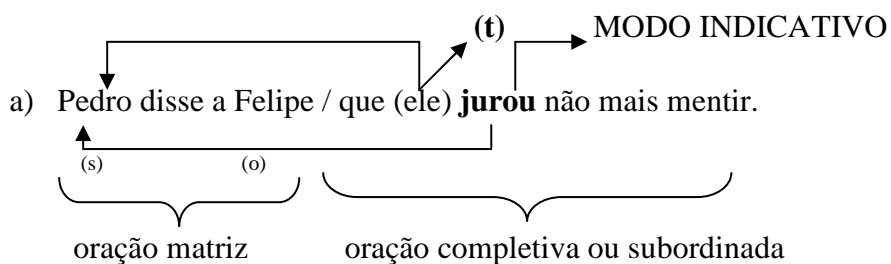 (t) MODO INDICATIVO
a) Pedro disse a Felipe / que (ele) jurou não mais mentir.
(s) (o)
oração matriz oração completiva ou subordinada